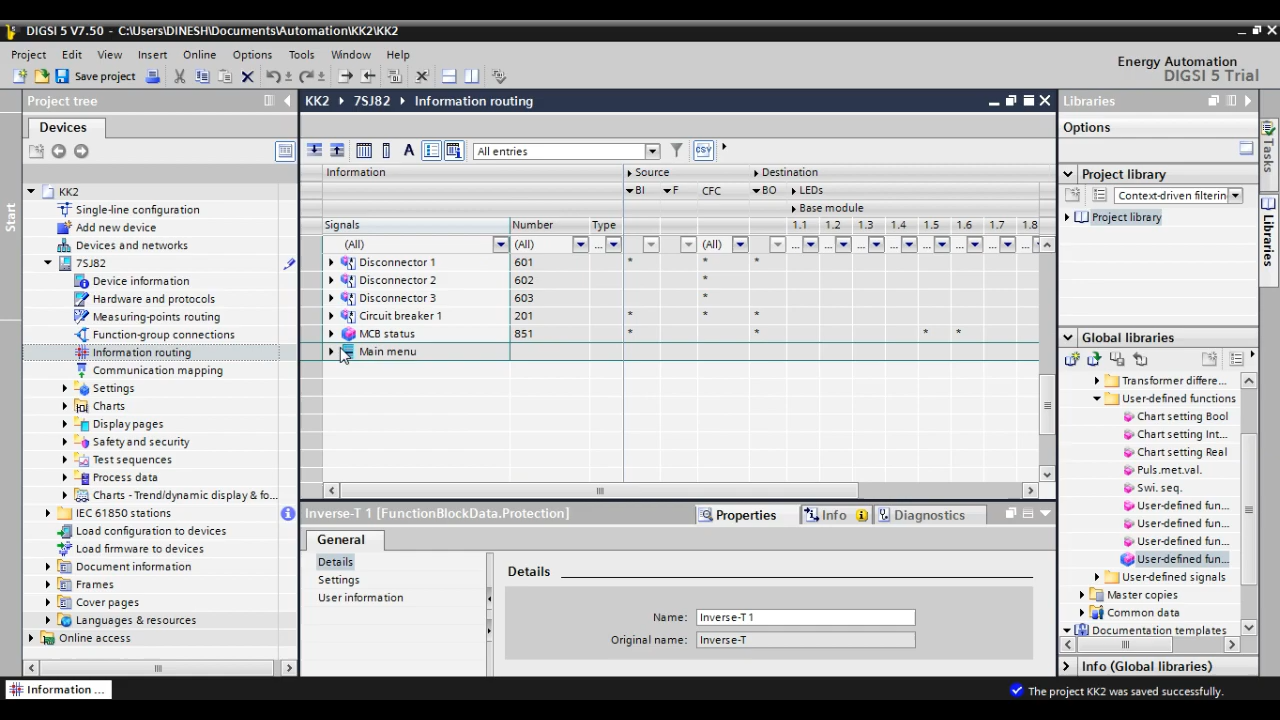 DIGSI 5 V7.50 - C:\Users\DINESH\Documents\Automation\KK2\KK2
Project Edit View Insert Online Options Tools Window Help
Save project
Energy Automation
DIGSI 5 Trial
Start
Project tree
Devices
KK2
Single-line configuration
Add new device
Devices and networks
7SJ82
Device information
Hardware and protocols
Measuring-points routing
Function-group connections
Information routing
Communication mapping
Settings
Charts
Display pages
Safety and security
Test sequences
Process data
Charts - Trend/dynamic display & fo...
IEC 61850 stations
Load configuration to devices
Load firmware to devices
Document information
Frames
Cover pages
Languages & resources
Online access
KK2 7SJ82 Information routing
All entries
CSV
Information Source Destination
BI F CFC BO LEDs
Base module
Signals Number Type 1.1 1.2 1.3 1.4 1.5 1.6 1.7 1.8
(All) (All) ... (All) ... ... ... ... ... ... ...
Disconnector 1 601 * * *
Disconnector 2 602 *
Disconnector 3 603 *
Circuit breaker 1 201 * * *
MCB status 851 * * * *
Main menu
Inverse-T 1 [FunctionBlockData.Protection]
Properties Info Diagnostics
General
Details
Settings
User information
Details
Name: Inverse-T 1
Original name: Inverse-T
Libraries
Options
Project library
Context-driven filterin
Project library
Global libraries
Transformer differe...
User-defined functions
Chart setting Bool
Chart setting Int...
Chart setting Real
Puls.met.val.
Swi. seq.
User-defined fun...
User-defined fun...
User-defined fun...
User-defined fun...
User-defined signals
Master copies
Common data
Documentation templates
Info (Global libraries)
Tasks
Libraries
Information ...
The project KK2 was saved successfully.